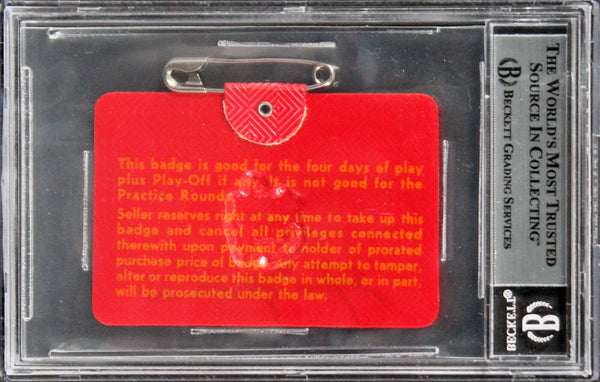 This badge is good for the four days of play
plus Play-Off if any. It is not good for the
Practice Round
Seller reserves right at any time to take up this
badge and cancel all privileges connected
therewith upon payment to holder of prorated
purchase price of badge. Any attempt to tamper,
alter or reproduce this badge in whole, or in part,
will be prosecuted under the law.
THE WORLD'S MOST TRUSTED
SOURCE IN COLLECTING™
B BECKETT GRADING SERVICES
BECKETT
B